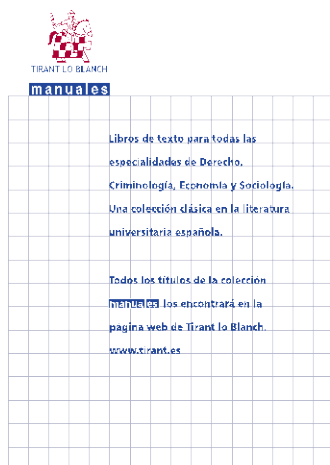 TIRANT LO BLANCH
manuales
Libros de texto para todas las
especialidades de Derecho,
Criminología, Economía y Sociología.
Una colección clásica en la literatura
universitaria española.
Todos los títulos de la colección
manuales los encontrará en la
página web de Tirant lo Blanch.
www.tirant.es